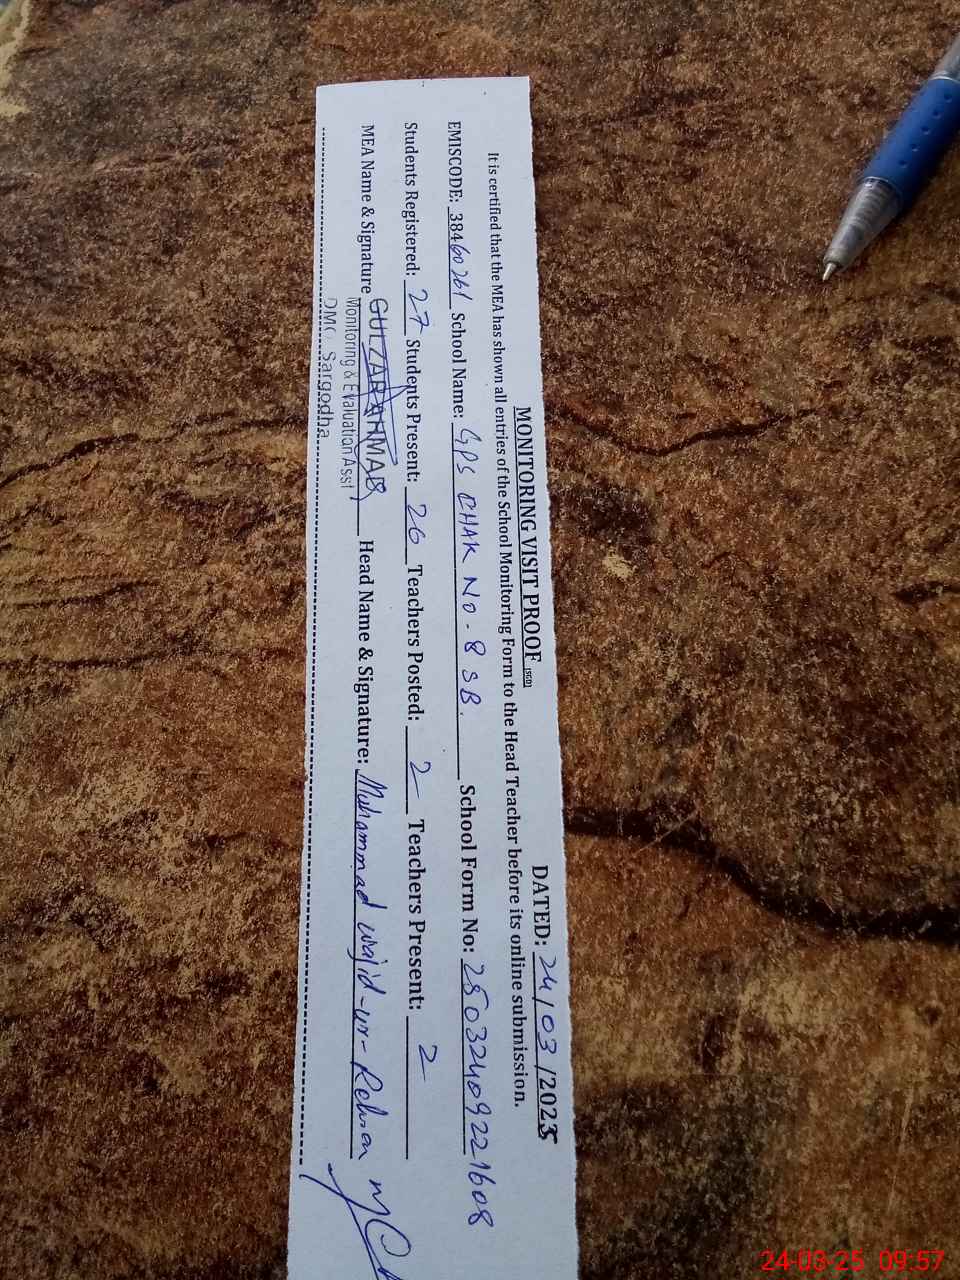 MONITORING VISIT PROOF (SGD) DATED: 24/03/2025
It is certified that the MEA has shown all entries of the School Monitoring Form to the Head Teacher before its online submission.
EMISCODE: 38460261 School Name: GPS CHAK NO-8 SB. School Form No: 25032409221608
Students Registered: 27 Students Present: 26 Teachers Posted: 2 Teachers Present: 2
MEA Name & Signature GULZAR AHMAD Head Name & Signature: Muhammad wajid-ur-Rehman
Monitoring & Evaluation Asst
DMO Sargodha
24-03-25 09:57